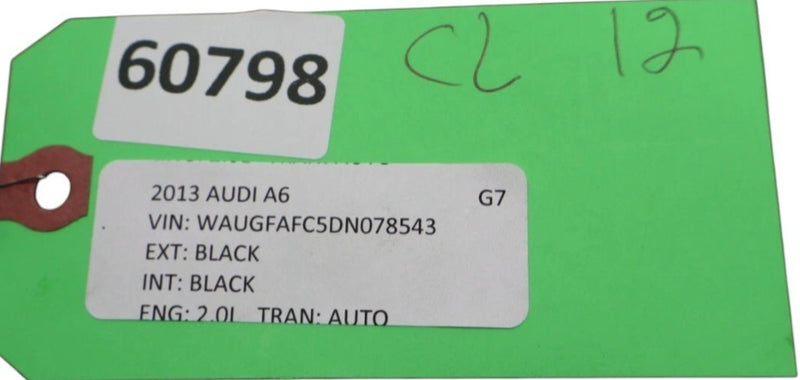 60798
CL 12
2013 AUDI A6 G7
VIN: WAUGFAFC5DN078543
EXT: BLACK
INT: BLACK
ENG: 2.0L TRAN: AUTO